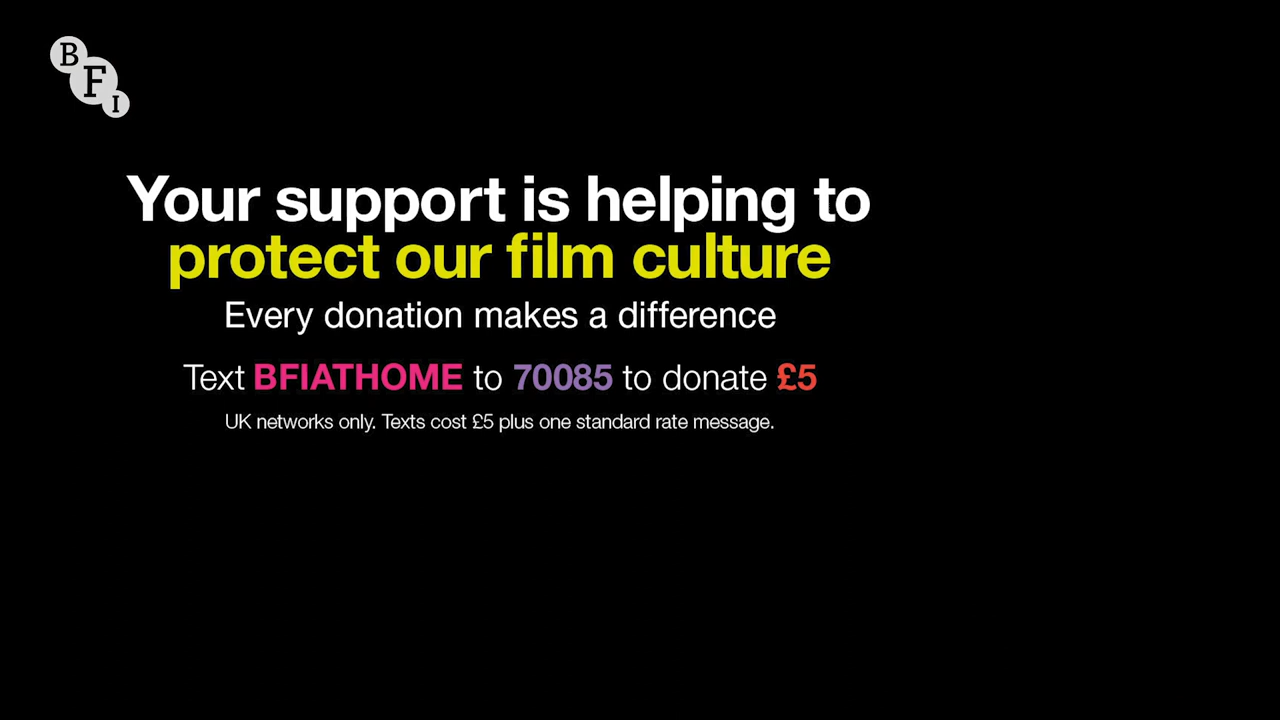 BFI
Your support is helping to
protect our film culture
Every donation makes a difference
Text BFIATHOME to 70085 to donate £5
UK networks only. Texts cost £5 plus one standard rate message.